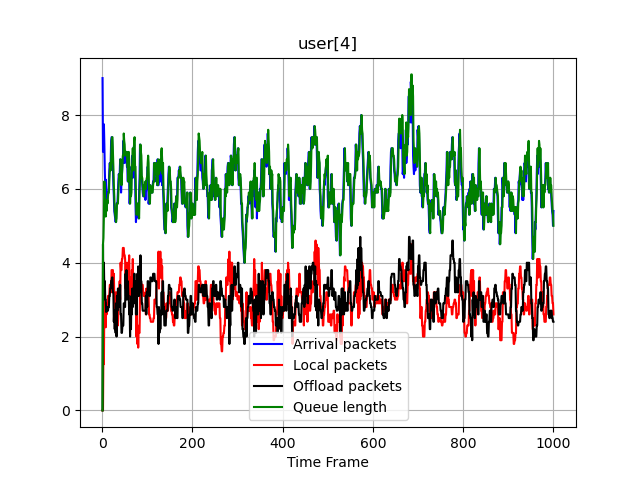 user[4]
8
6
4
2
0
Arrival packets
Local packets
Offload packets
Queue length
0 200 400 600 800 1000
Time Frame